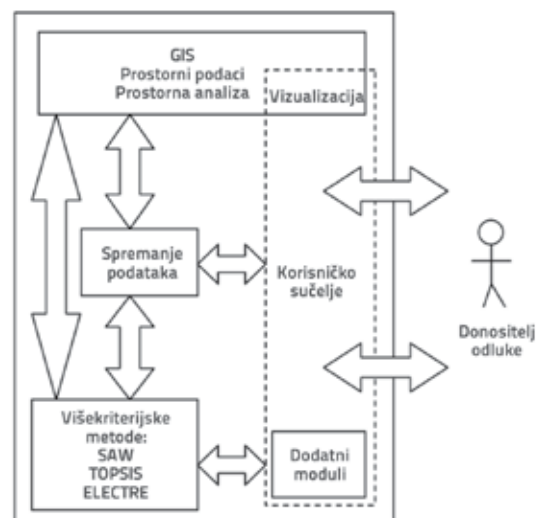 GIS
Prostorni podaci
Prostorna analiza
Vizualizacija
Spremanje
podataka
Korisničko
sučelje
Donositelj
odluke
Višekriterijske
metode:
SAW
TOPSIS
ELECTRE
Dodatni
moduli